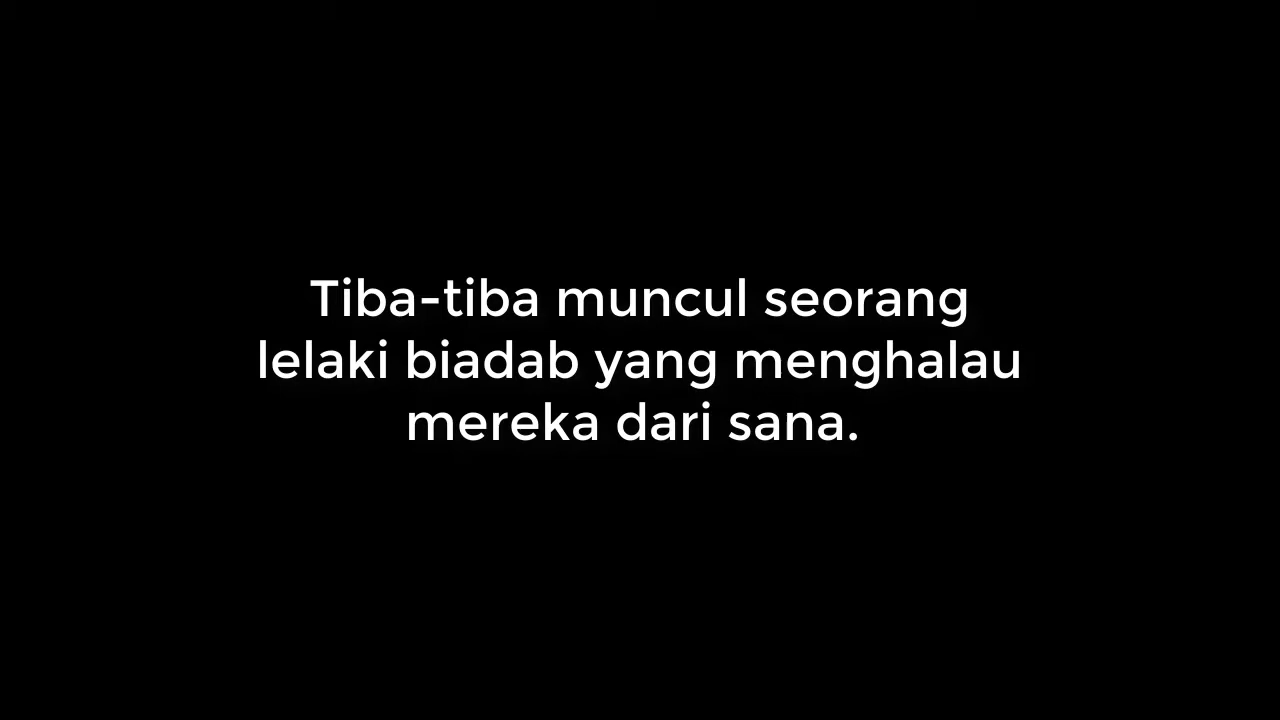 Tiba-tiba muncul seorang
lelaki biadab yang menghalau
mereka dari sana.